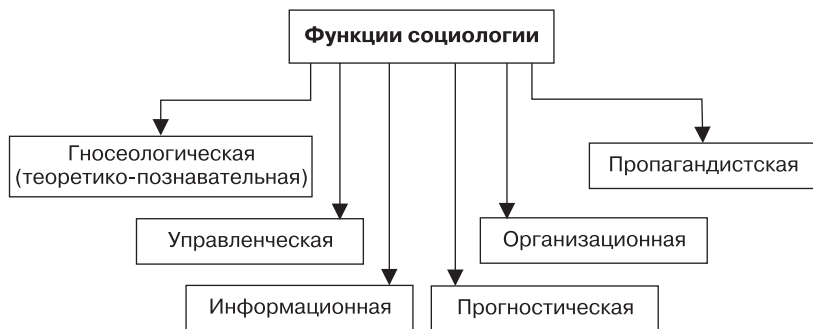 Функции социологии
Гносеологическая
(теоретико-познавательная)
Пропагандистская
Управленческая
Организационная
Информационная
Прогностическая